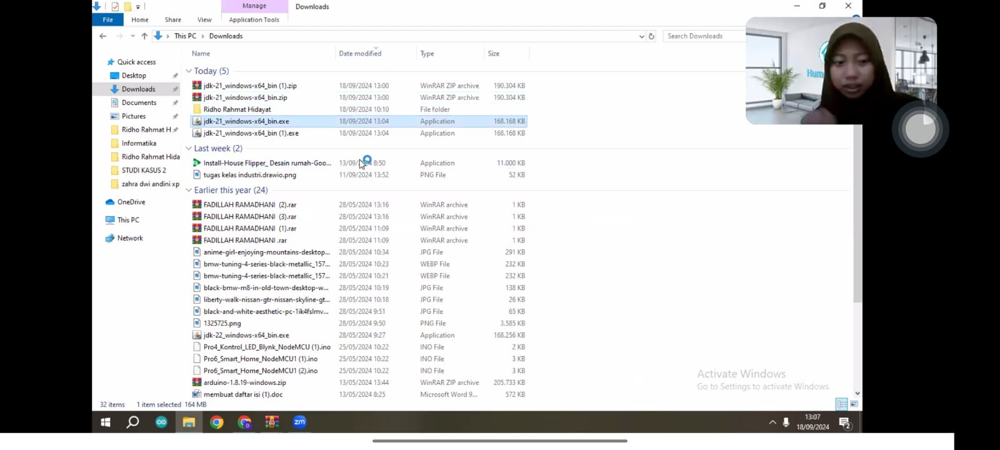 Manage
Downloads
File
Home
Share
View
Application Tools
This PC
Downloads
Search Downloads
Name
Date modified
Type
Size
Quick access
Desktop
Downloads
Documents
Pictures
Ridho Rahmat H
Informatika
Ridho Rahmat Hida
STUDI KASUS 2
zahra dwi andini xp
OneDrive
This PC
Network
Today (5)
jdk-21_windows-x64_bin (1).zip 18/09/2024 13:00 WinRAR ZIP archive 190.304 KB
jdk-21_windows-x64_bin.zip 18/09/2024 13:00 WinRAR ZIP archive 190.304 KB
Ridho Rahmat Hidayat 18/09/2024 10:10 File folder
jdk-21_windows-x64_bin.exe 18/09/2024 13:04 Application 168.168 KB
jdk-21_windows-x64_bin (1).exe 18/09/2024 13:04 Application 168.168 KB
Last week (2)
Install-House Flipper_ Desain rumah-Goo... 13/09/ 24 8:50 Application 11.000 KB
tugas kelas industri.drawio.png 11/09/2024 13:52 PNG File 52 KB
Earlier this year (24)
FADILLAH RAMADHANI (2).rar 28/05/2024 13:16 WinRAR archive 1 KB
FADILLAH RAMADHANI (3).rar 28/05/2024 13:16 WinRAR archive 1 KB
FADILLAH RAMADHANI (1).rar 28/05/2024 11:09 WinRAR archive 1 KB
FADILLAH RAMADHANI .rar 28/05/2024 11:09 WinRAR archive 1 KB
anime-girl-enjoying-mountains-desktop... 28/05/2024 10:34 JPG File 291 KB
bmw-tuning-4-series-black-metallic_157... 28/05/2024 10:23 WEBP File 232 KB
bmw-tuning-4-series-black-metallic_157... 28/05/2024 10:21 WEBP File 232 KB
black-bmw-m8-in-old-town-desktop-w... 28/05/2024 10:19 JPG File 138 KB
liberty-walk-nissan-gtr-nissan-skyline-gt... 28/05/2024 10:18 JPG File 26 KB
black-and-white-aesthetic-pc-1ik4fslmv... 28/05/2024 9:51 JPG File 65 KB
1325725.png 28/05/2024 9:50 PNG File 3.585 KB
jdk-22_windows-x64_bin.exe 28/05/2024 9:27 Application 168.256 KB
Pro4_Kontrol_LED_Blynk_NodeMCU (1).ino 25/05/2024 10:22 INO File 2 KB
Pro6_Smart_Home_NodeMCU1 (1).ino 25/05/2024 10:22 INO File 3 KB
Pro6_Smart_Home_NodeMCU1 (2).ino 25/05/2024 10:22 INO File 3 KB
arduino-1.8.19-windows.zip 13/05/2024 13:44 WinRAR ZIP archive 205.733 KB
membuat daftar isi (1).doc 13/05/2024 8:25 Microsoft Word 9... 572 KB
Hum
Activate Windows
Go to Settings to activate Windows.
32 items 1 item selected 164 MB
zm
13:07
18/09/2024
2